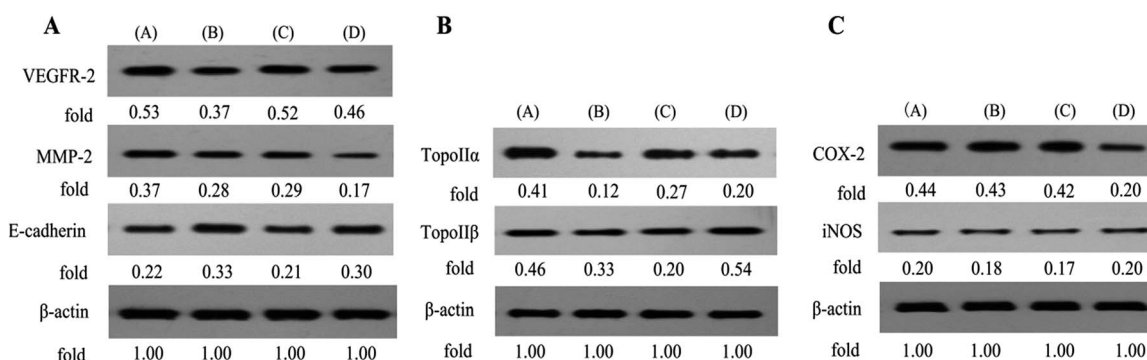 A
(A) (B) (C) (D)
VEGFR-2
fold 0.53 0.37 0.52 0.46
MMP-2
fold 0.37 0.28 0.29 0.17
E-cadherin
fold 0.22 0.33 0.21 0.30
β-actin
fold 1.00 1.00 1.00 1.00
B
(A) (B) (C) (D)
TopoIIα
fold 0.41 0.12 0.27 0.20
TopoIIβ
fold 0.46 0.33 0.20 0.54
β-actin
fold 1.00 1.00 1.00 1.00
C
(A) (B) (C) (D)
COX-2
fold 0.44 0.43 0.42 0.20
iNOS
fold 0.20 0.18 0.17 0.20
β-actin
fold 1.00 1.00 1.00 1.00